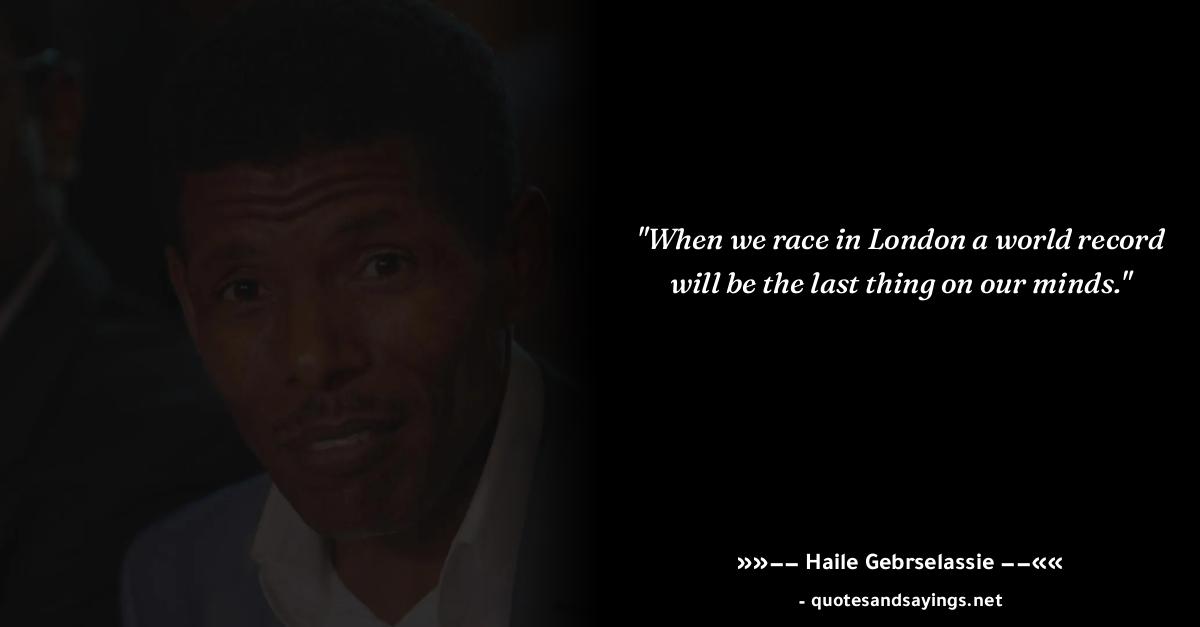 "When we race in London a world record
will be the last thing on our minds."
»»–– Haile Gebrselassie ––««
- quotesandsayings.net